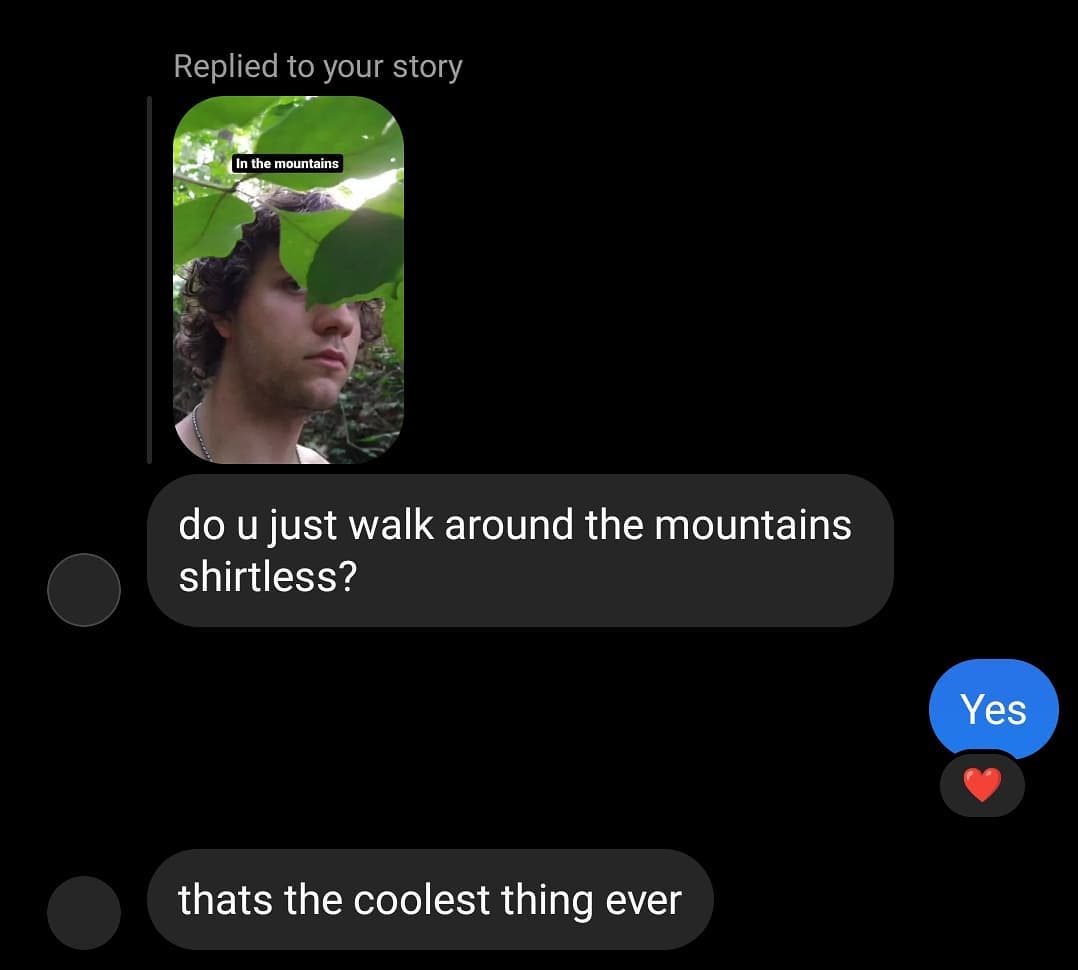 Replied to your story
In the mountains
do u just walk around the mountains
shirtless?
Yes
thats the coolest thing ever